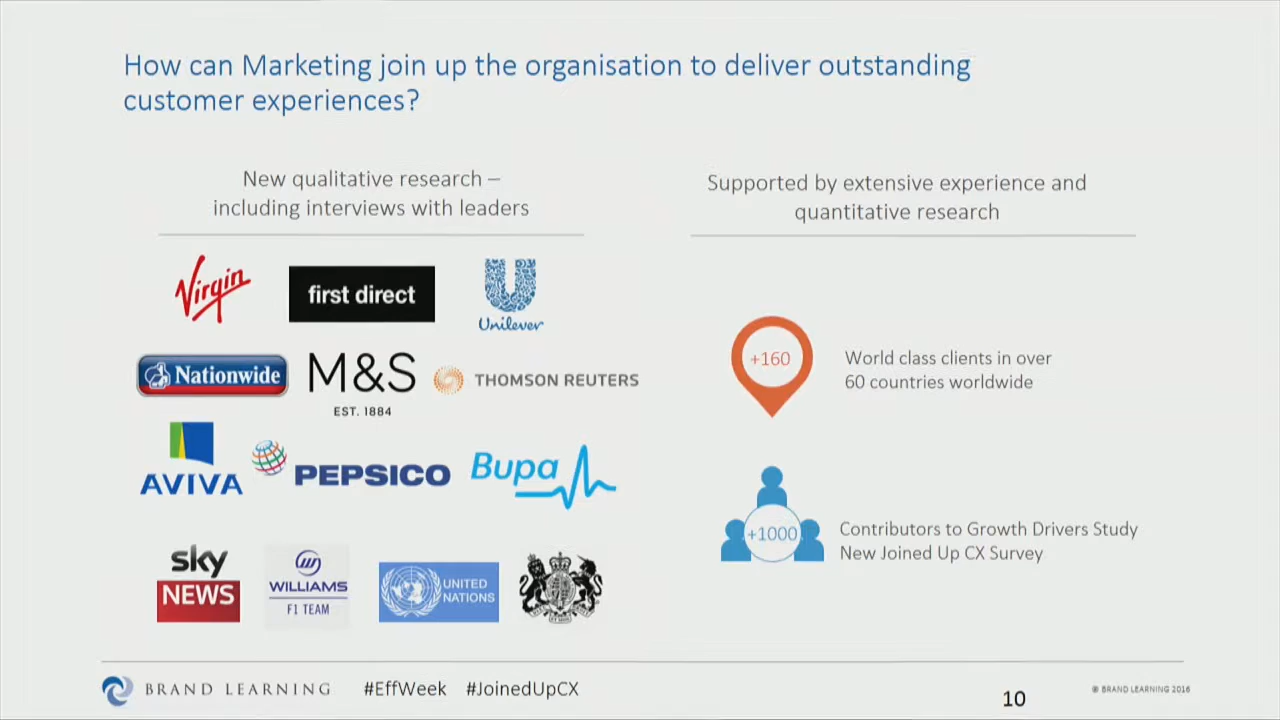 How can Marketing join up the organisation to deliver outstanding
customer experiences?
New qualitative research –
including interviews with leaders
Virgin
first direct
Unilever
Nationwide
M&S
EST. 1884
THOMSON REUTERS
AVIVA
PEPSICO
Bupa
sky
NEWS
WILLIAMS
F1 TEAM
UNITED
NATIONS
Supported by extensive experience and
quantitative research
+160
World class clients in over
60 countries worldwide
+1000
Contributors to Growth Drivers Study
New Joined Up CX Survey
BRAND LEARNING
#EffWeek #JoinedUpCX
10
© BRAND LEARNING 2016